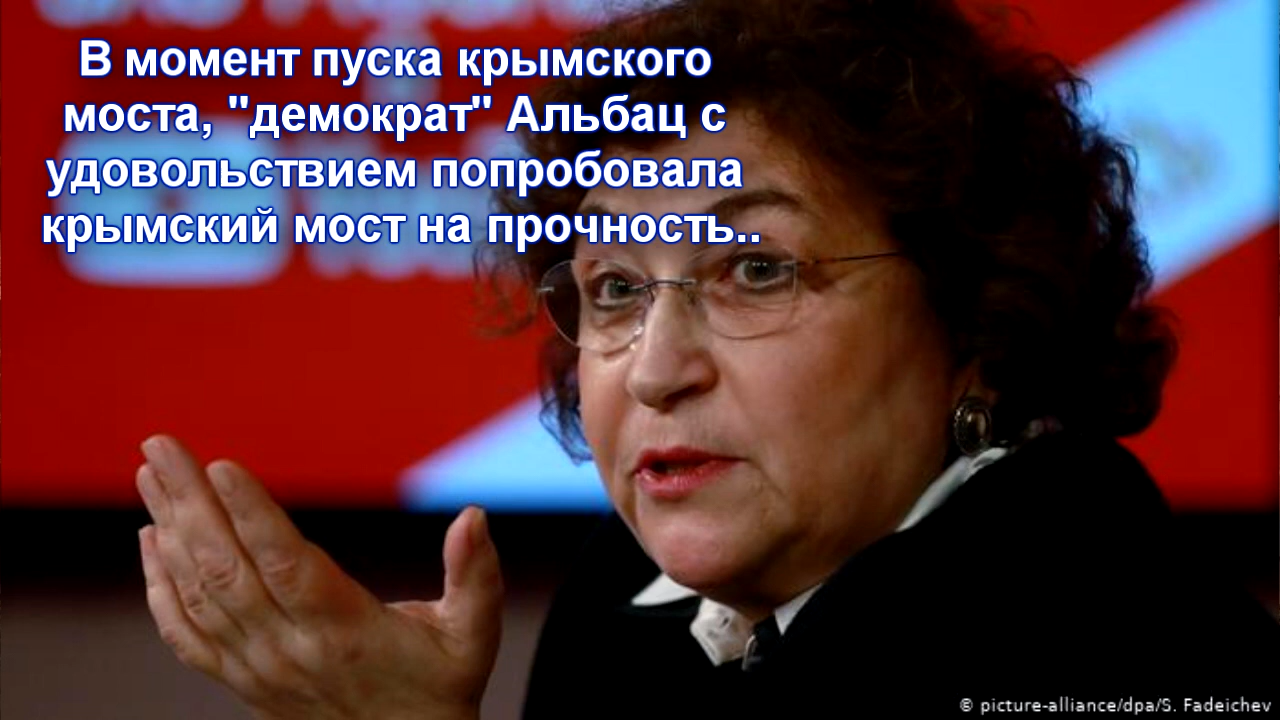 В момент пуска крымского
моста, "демократ" Альбац с
удовольствием попробовала
крымский мост на прочность..
© picture-alliance/dpa/S. Fadeichev